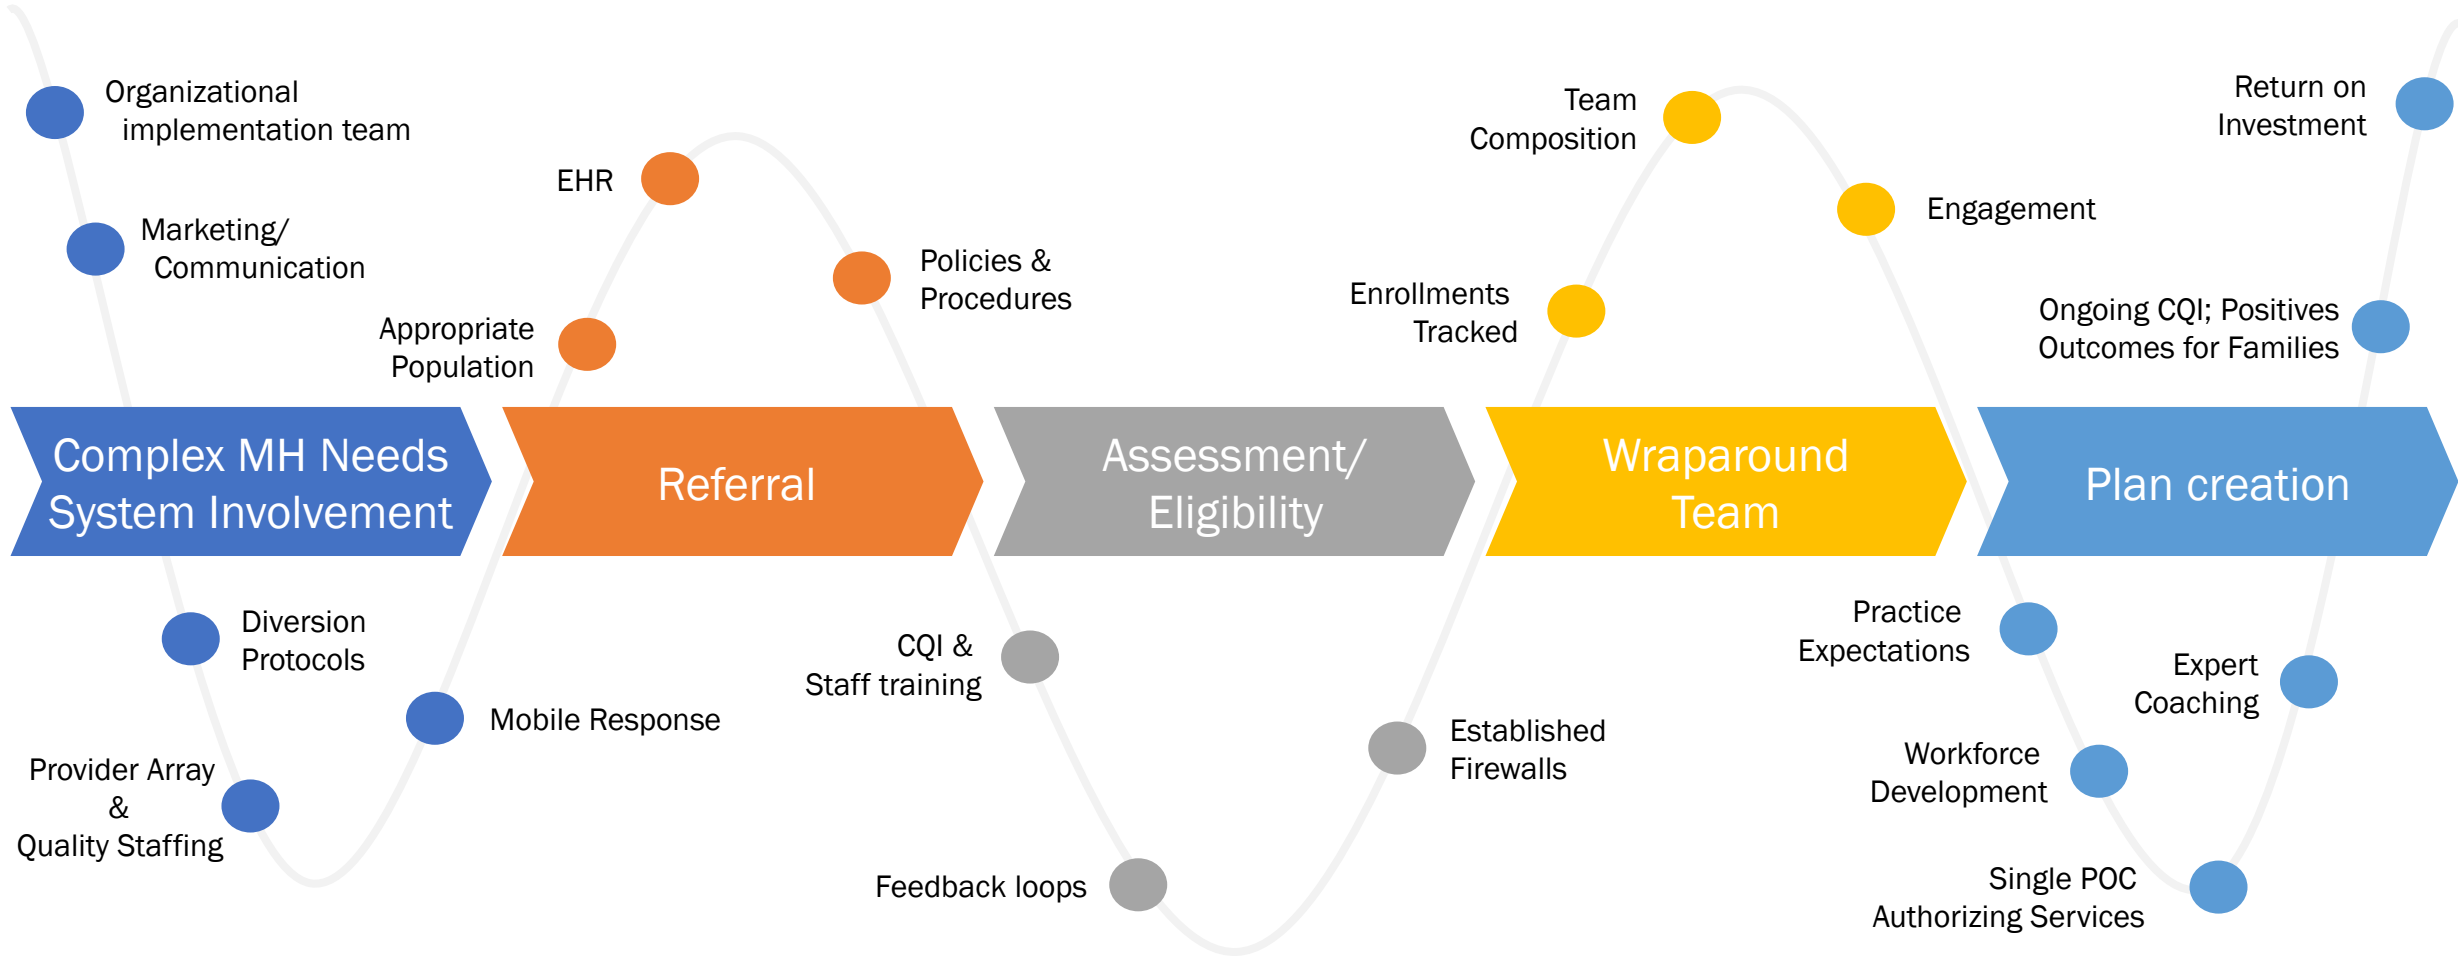 Organizational
implementation team
Marketing/
Communication
EHR
Appropriate
Population
Policies &
Procedures
Team
Composition
Enrollments
Tracked
Engagement
Return on
Investment
Ongoing CQI; Positives
Outcomes for Families
Complex MH Needs
System Involvement
Referral
Assessment/
Eligibility
Wraparound
Team
Plan creation
Diversion
Protocols
Provider Array
&
Quality Staffing
Mobile Response
CQI &
Staff training
Feedback loops
Established
Firewalls
Practice
Expectations
Workforce
Development
Single POC
Authorizing Services
Expert
Coaching